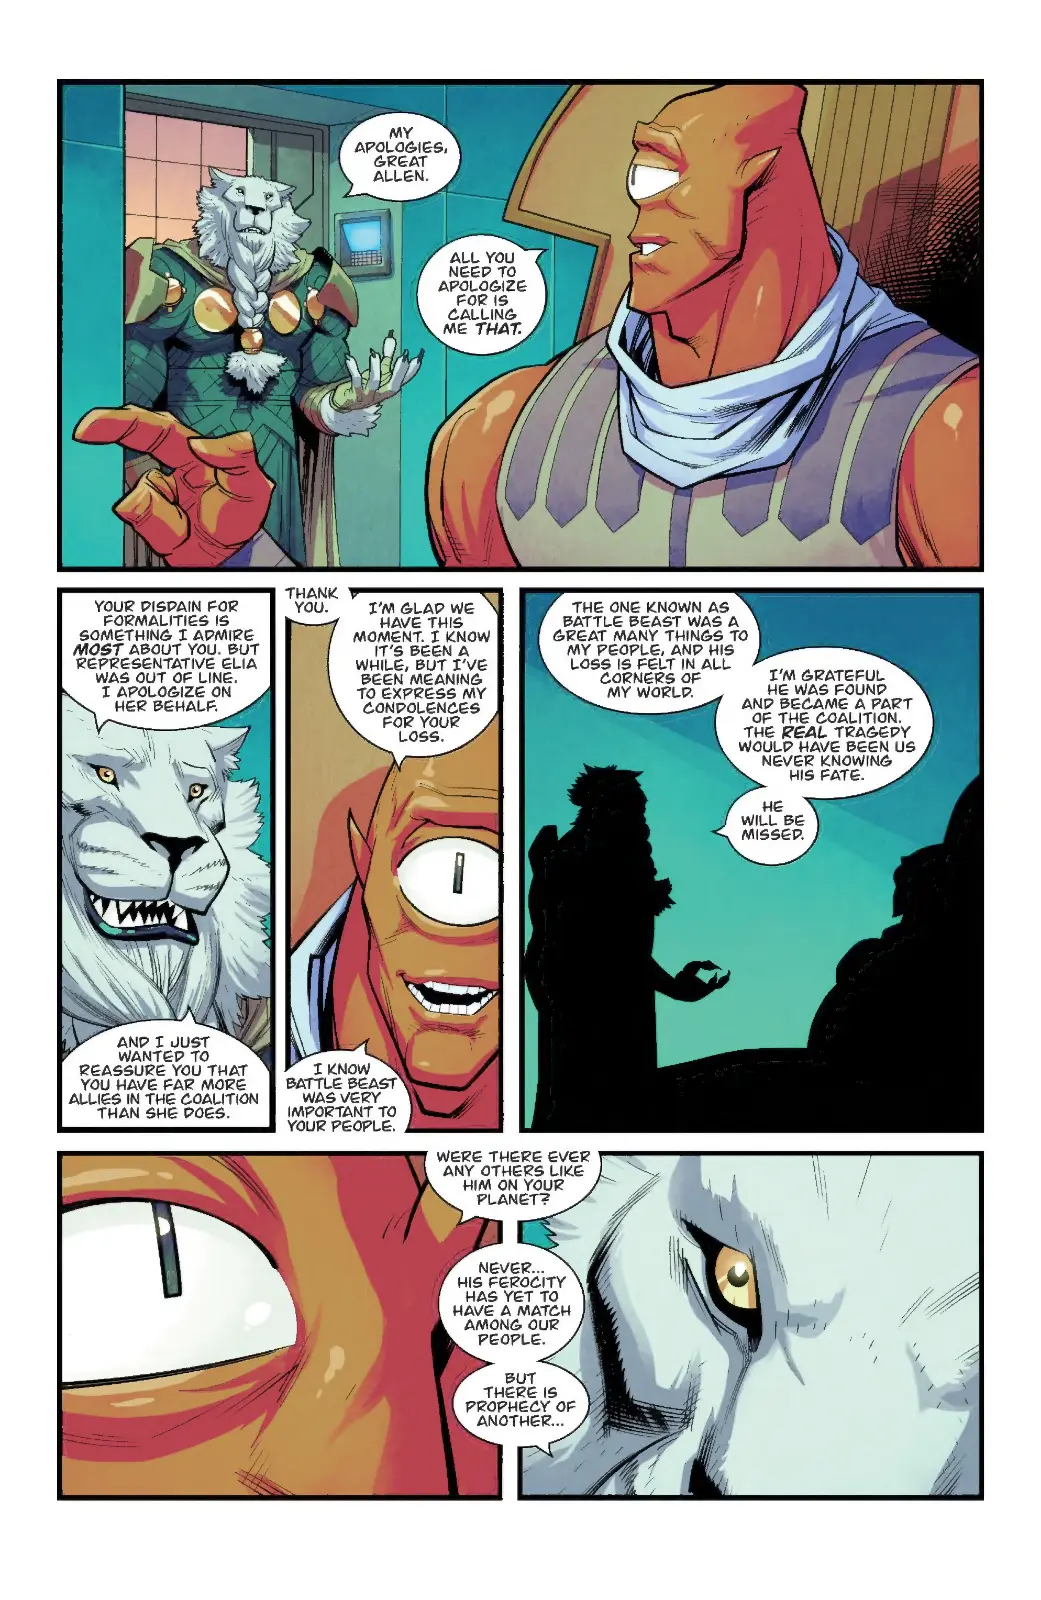 MY
APOLOGIES,
GREAT
ALLEN.
ALL YOU
NEED TO
APOLOGIZE
FOR IS
CALLING
ME THAT.
YOUR DISDAIN FOR
FORMALITIES IS
SOMETHING I ADMIRE
MOST ABOUT YOU. BUT
REPRESENTATIVE ELIA
WAS OUT OF LINE.
I APOLOGIZE ON
HER BEHALF.
AND I JUST
WANTED TO
REASSURE YOU THAT
YOU HAVE FAR MORE
ALLIES IN THE COALITION
THAN SHE DOES.
THANK
YOU.
I'M GLAD WE
HAVE THIS
MOMENT. I KNOW
IT'S BEEN A
WHILE, BUT I'VE
BEEN MEANING
TO EXPRESS MY
CONDOLENCES
FOR YOUR
LOSS.
I KNOW
BATTLE BEAST
WAS VERY
IMPORTANT TO
YOUR PEOPLE.
THE ONE KNOWN AS
BATTLE BEAST WAS A
GREAT MANY THINGS TO
MY PEOPLE, AND HIS
LOSS IS FELT IN ALL
CORNERS OF
MY WORLD.
I'M GRATEFUL
HE WAS FOUND
AND BECAME A PART
OF THE COALITION.
THE REAL TRAGEDY
WOULD HAVE BEEN US
NEVER KNOWING
HIS FATE.
HE
WILL BE
MISSED.
WERE THERE EVER
ANY OTHERS LIKE
HIM ON YOUR
PLANET?
NEVER...
HIS FEROCITY
HAS YET TO
HAVE A MATCH
AMONG OUR
PEOPLE.
BUT
THERE IS
PROPHECY OF
ANOTHER...